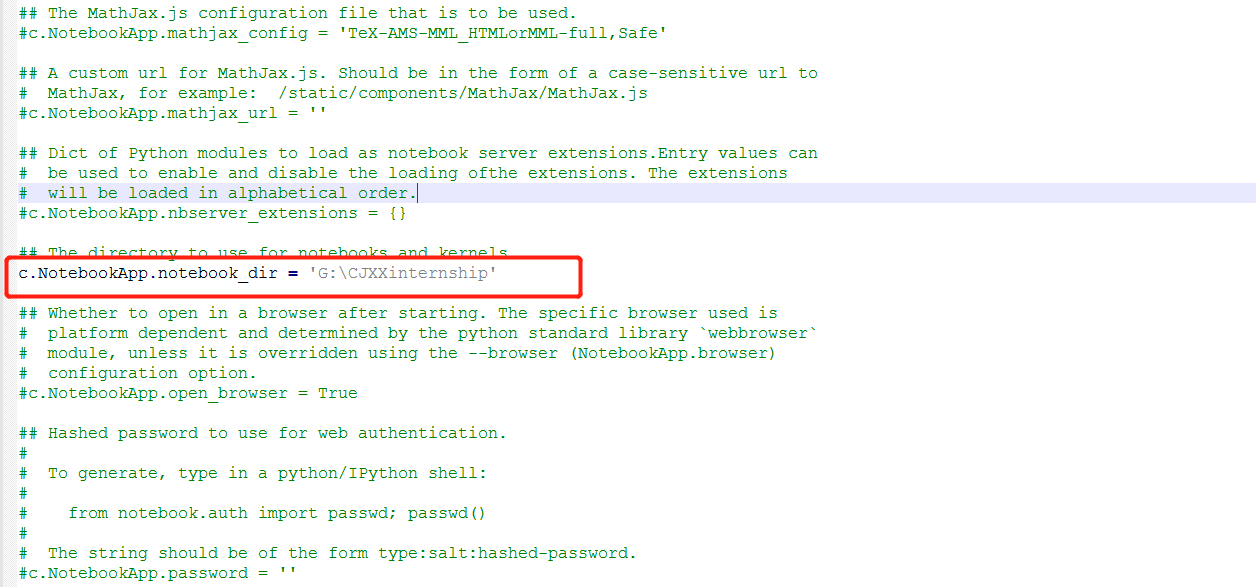 ## The MathJax.js configuration file that is to be used.
#c.NotebookApp.mathjax_config = 'TeX-AMS-MML_HTMLorMML-full,Safe'
## A custom url for MathJax.js. Should be in the form of a case-sensitive url to
#  MathJax, for example:  /static/components/MathJax/MathJax.js
#c.NotebookApp.mathjax_url = ''
## Dict of Python modules to load as notebook server extensions.Entry values can
#  be used to enable and disable the loading ofthe extensions. The extensions
#  will be loaded in alphabetical order.
#c.NotebookApp.nbserver_extensions = {}
## The directory to use for notebooks and kernels.
c.NotebookApp.notebook_dir = 'G:\CJXXinternship'
## Whether to open in a browser after starting. The specific browser used is
#  platform dependent and determined by the python standard library `webbrowser`
#  module, unless it is overridden using the --browser (NotebookApp.browser)
#  configuration option.
#c.NotebookApp.open_browser = True
## Hashed password to use for web authentication.
#
#  To generate, type in a python/IPython shell:
#
#    from notebook.auth import passwd; passwd()
#
#  The string should be of the form type:salt:hashed-password.
#c.NotebookApp.password = ''